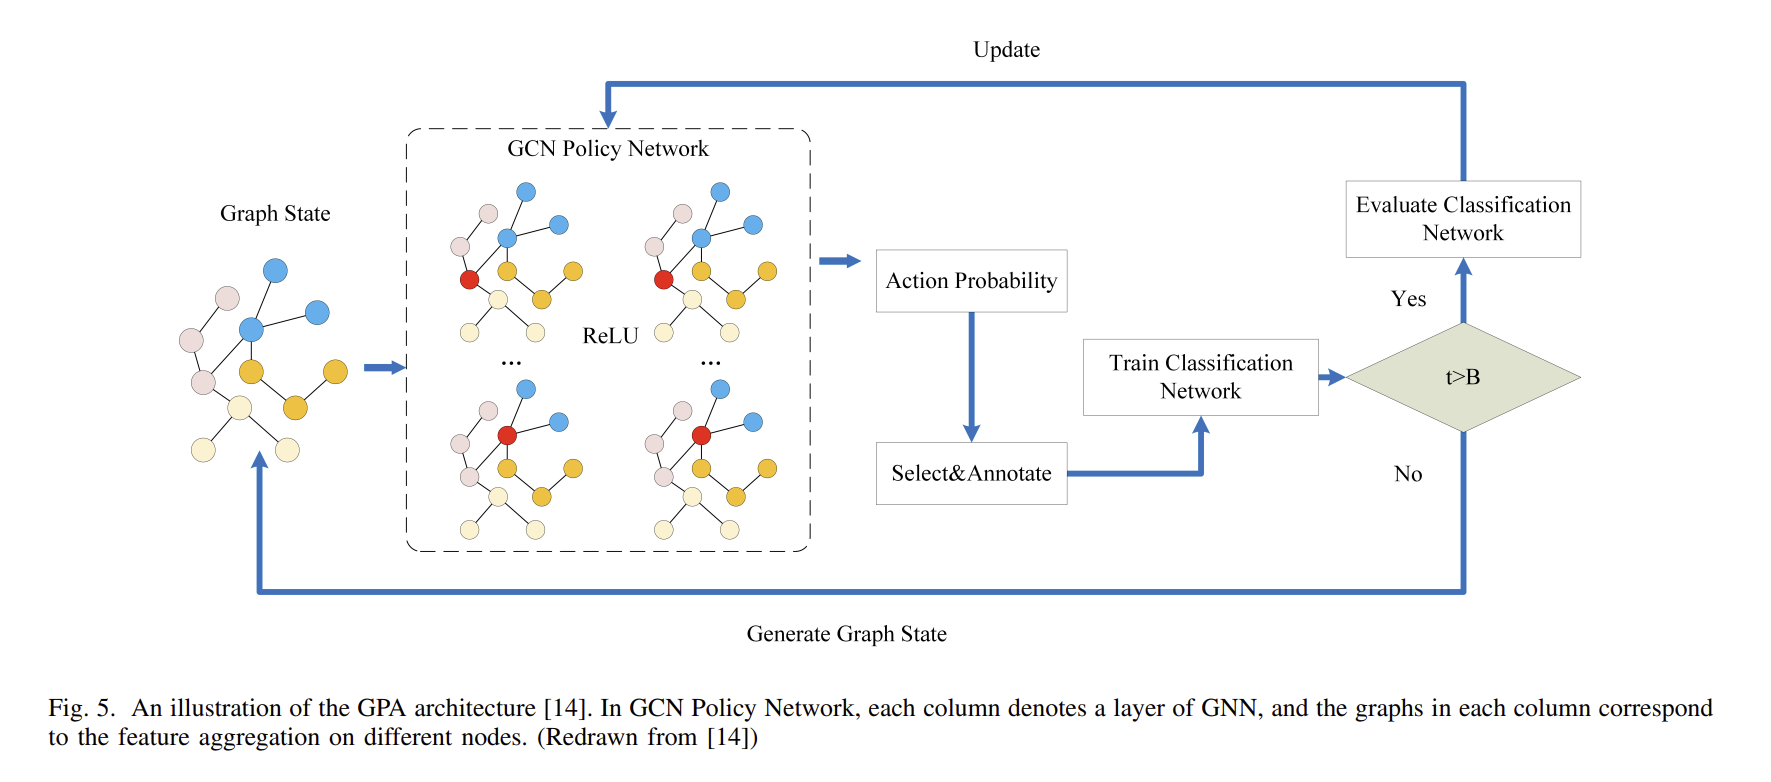 Update
GCN Policy Network
Graph State
Evaluate Classification
Network
Action Probability
Yes
ReLU
...
...
Train Classification
Network
t>B
Select&Annotate
No
Generate Graph State
Fig. 5. An illustration of the GPA architecture [14]. In GCN Policy Network, each column denotes a layer of GNN, and the graphs in each column correspond
to the feature aggregation on different nodes. (Redrawn from [14])